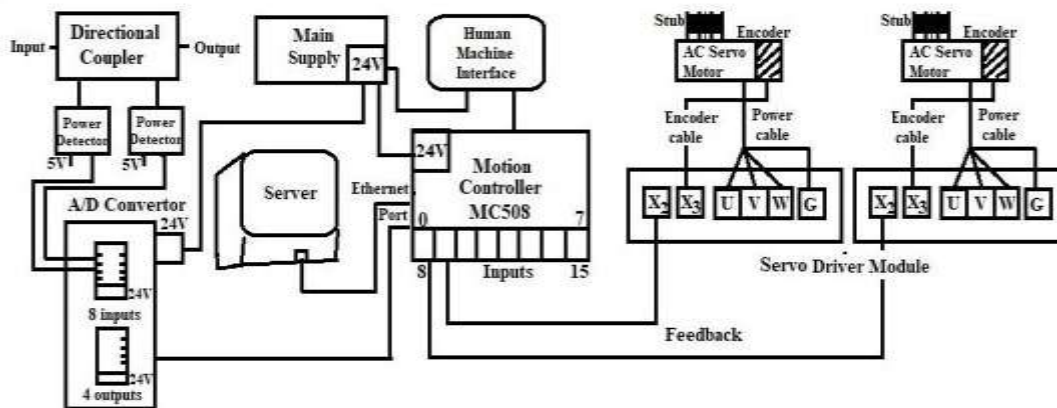 Input
Directional
Coupler
Output
Power
Detector
5V
Power
Detector
5V
A/D Convertor
24V
24V
8 inputs
24V
4 outputs
Main
Supply
24V
Human
Machine
Interface
Server
Ethernet
Port
24V
Motion
Controller
MC508
0
7
8
Inputs
15
Stub
Encoder
AC Servo
Motor
Encoder
cable
Power
cable
X2
X3
U
V
W
G
Stub
Encoder
AC Servo
Motor
Encoder
cable
Power
cable
X2
X3
U
V
W
G
Servo Driver Module
Feedback